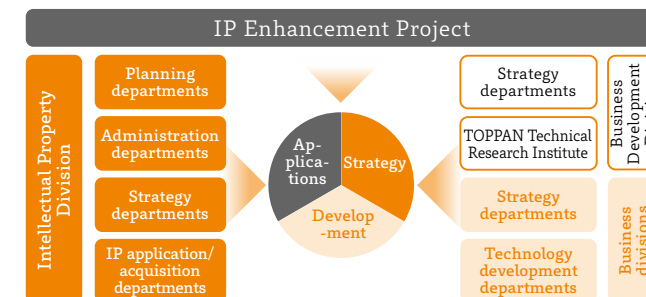 IP Enhancement Project
Intellectual Property
Division
Planning
departments
Administration
departments
Strategy
departments
IP application/
acquisition
departments
Ap-
plica-
tions
Strategy
Develop
-ment
Strategy
departments
TOPPAN Technical
Research Institute
Strategy
departments
Technology
development
departments
Business
Development
Business
divisions